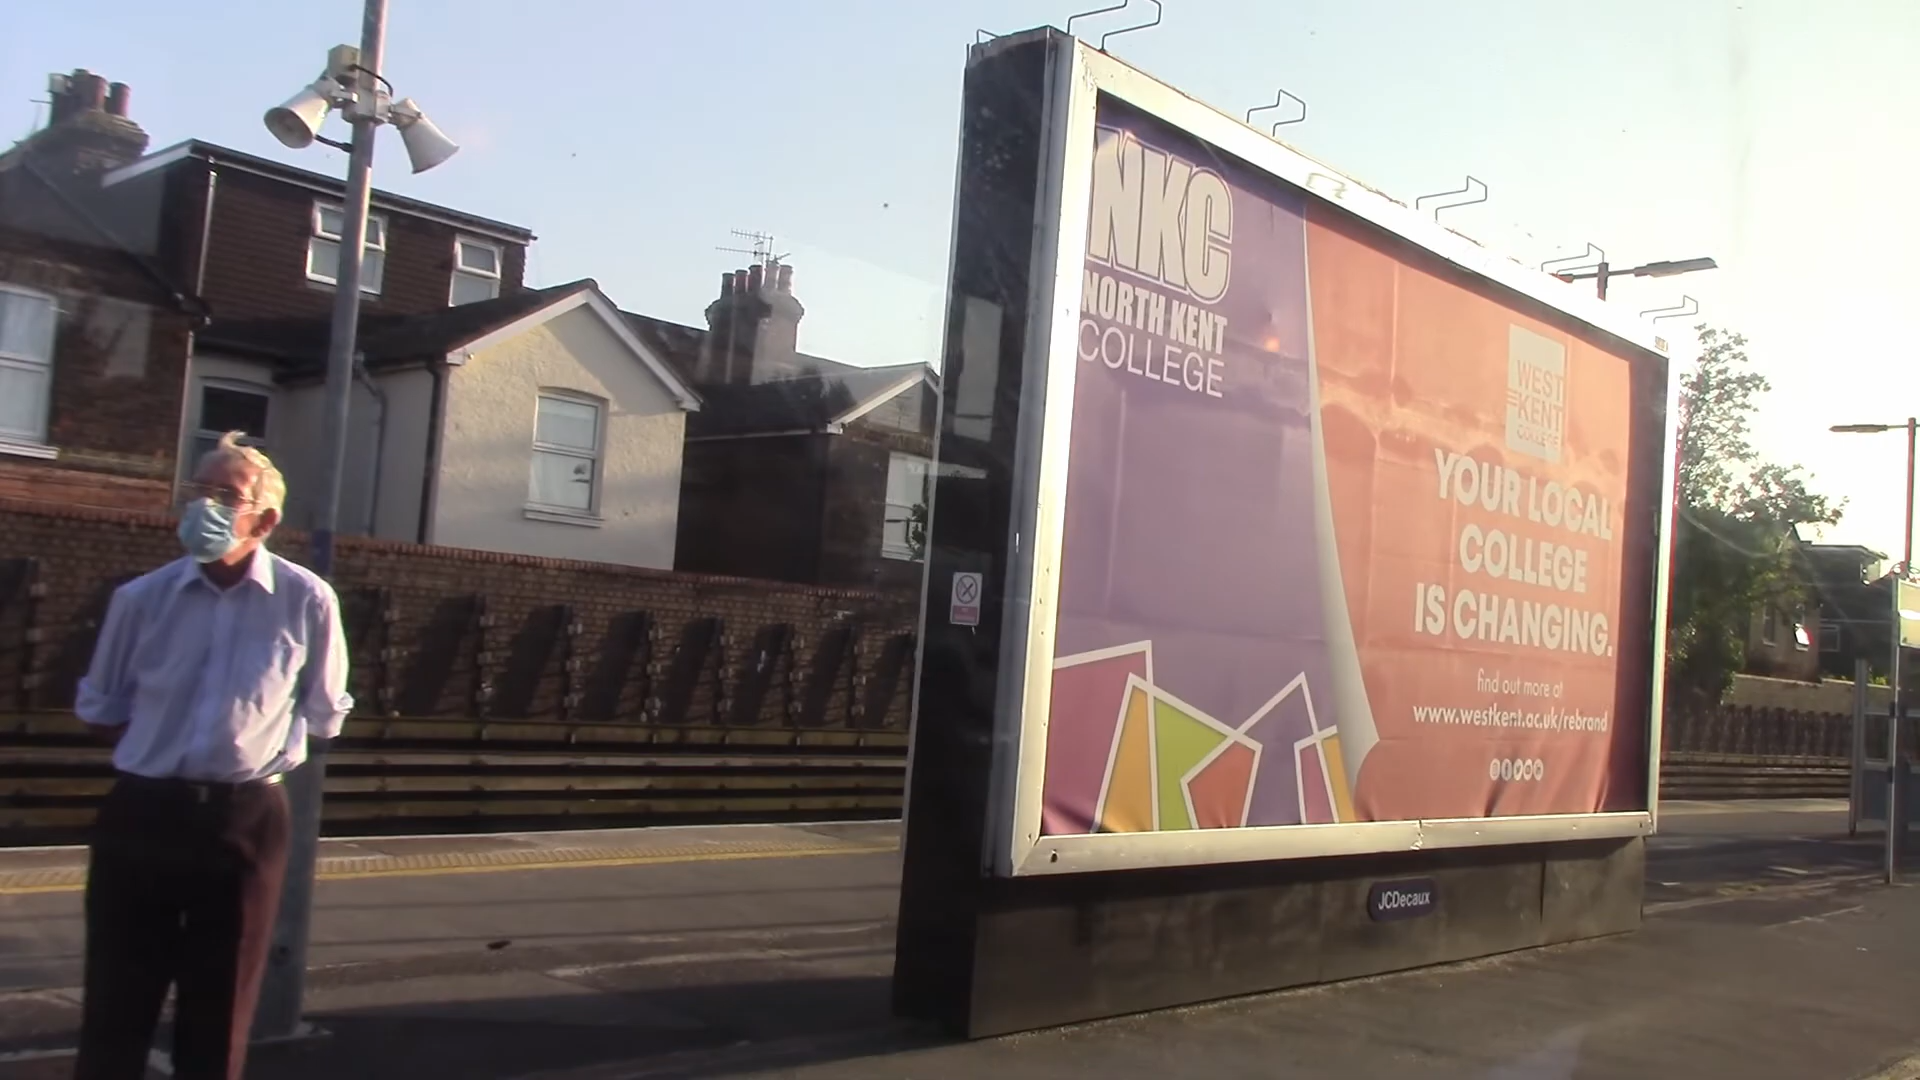 NKC
NORTH KENT
COLLEGE
WEST
KENT
COLLEGE
YOUR LOCAL
COLLEGE
IS CHANGING.
find out more at
www.westkent.ac.uk/rebrand
JCDecaux